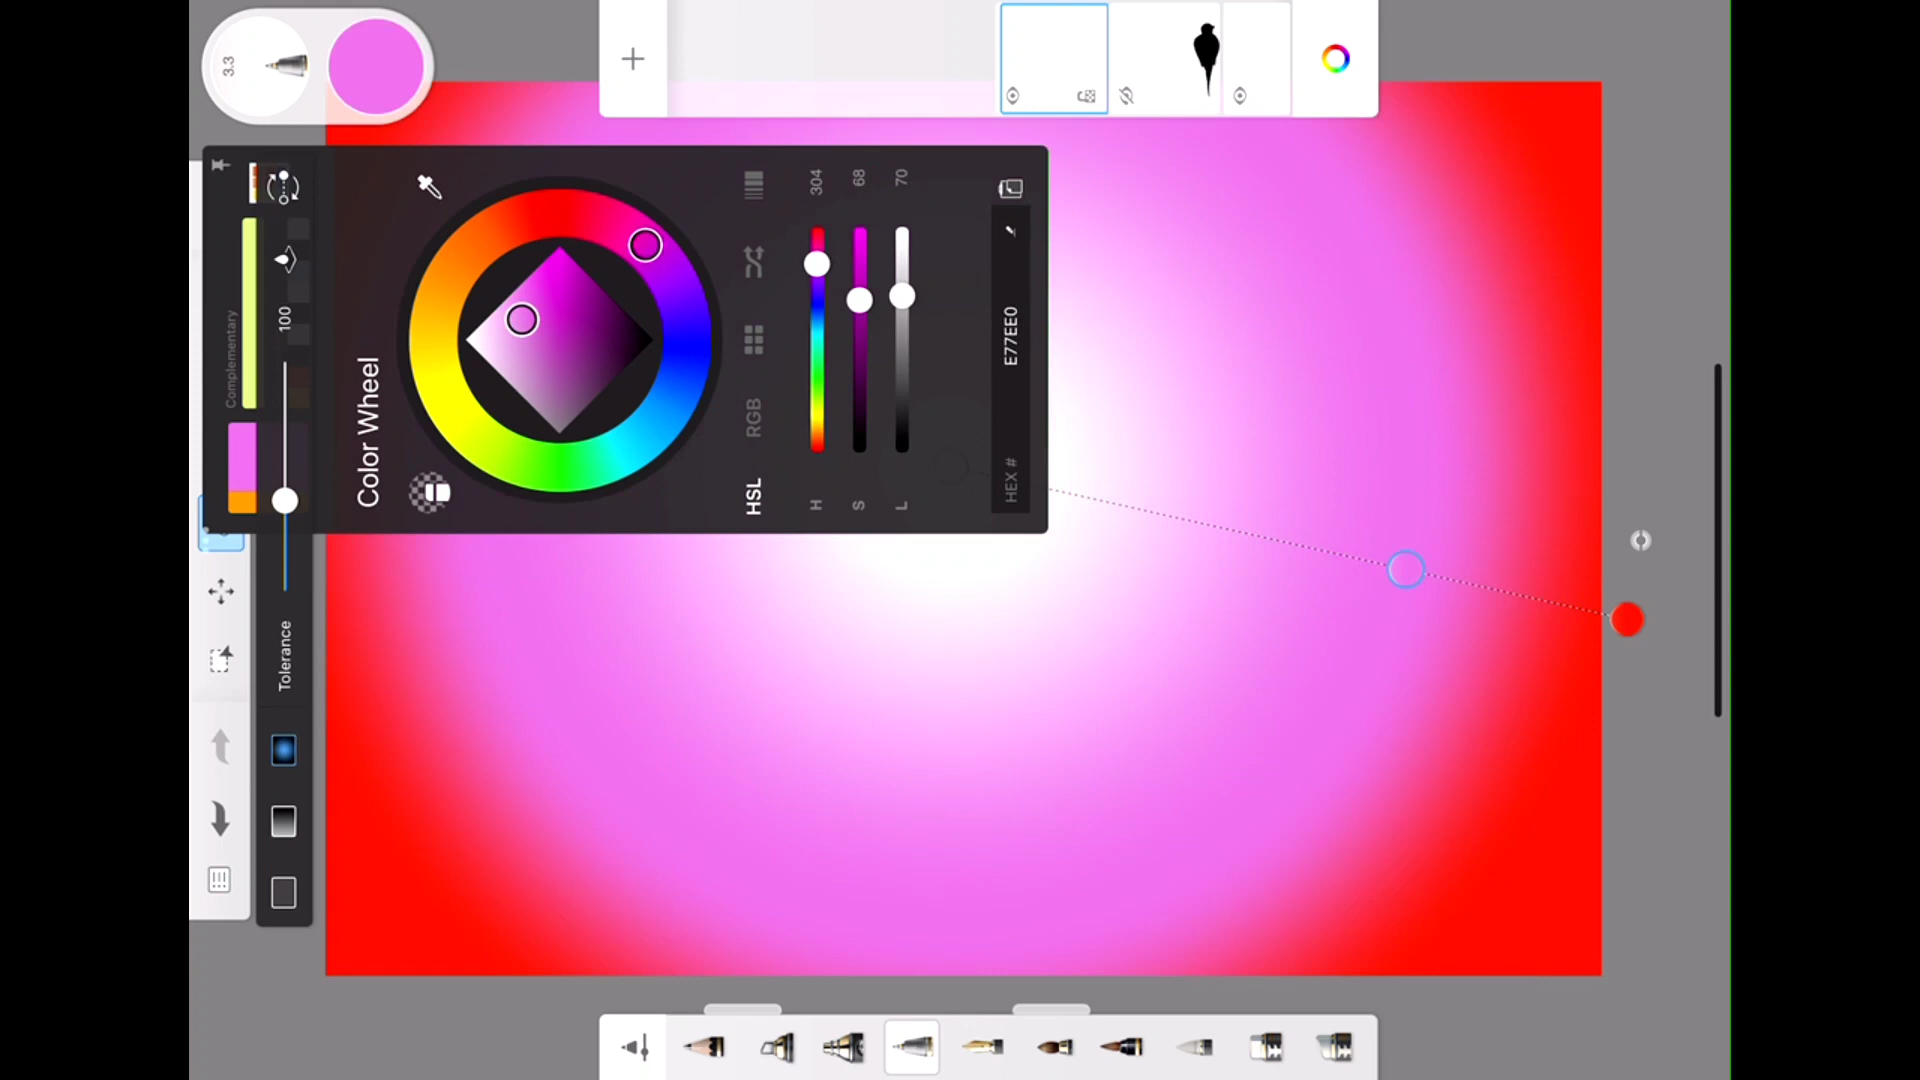 3.3
Complementary
100
Tolerance
Color Wheel
HSL
RGB
H
304
S
68
L
70
HEX #
E77EE0